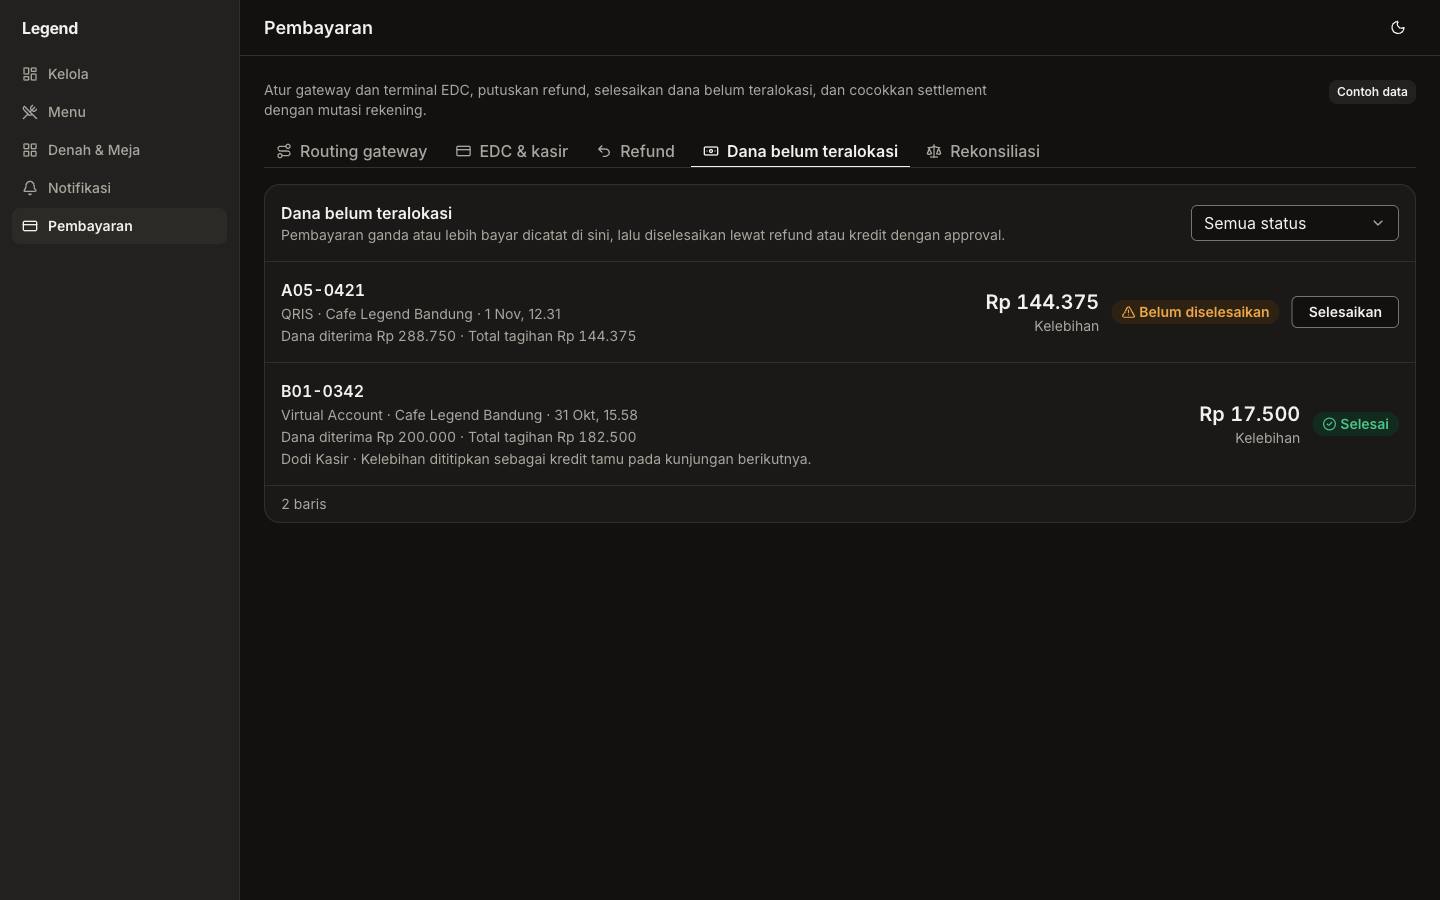 Legend
Kelola
Menu
Denah & Meja
Notifikasi
Pembayaran
Pembayaran
Atur gateway dan terminal EDC, putuskan refund, selesaikan dana belum teralokasi, dan cocokkan settlement
dengan mutasi rekening.
Contoh data
Routing gateway
EDC & kasir
Refund
Dana belum teralokasi
Rekonsiliasi
Dana belum teralokasi
Pembayaran ganda atau lebih bayar dicatat di sini, lalu diselesaikan lewat refund atau kredit dengan approval.
Semua status
A05-0421
QRIS · Cafe Legend Bandung · 1 Nov, 12.31
Dana diterima Rp 288.750 · Total tagihan Rp 144.375
Rp 144.375
Kelebihan
Belum diselesaikan
Selesaikan
B01-0342
Virtual Account · Cafe Legend Bandung · 31 Okt, 15.58
Dana diterima Rp 200.000 · Total tagihan Rp 182.500
Dodi Kasir · Kelebihan dititipkan sebagai kredit tamu pada kunjungan berikutnya.
Rp 17.500
Kelebihan
Selesai
2 baris